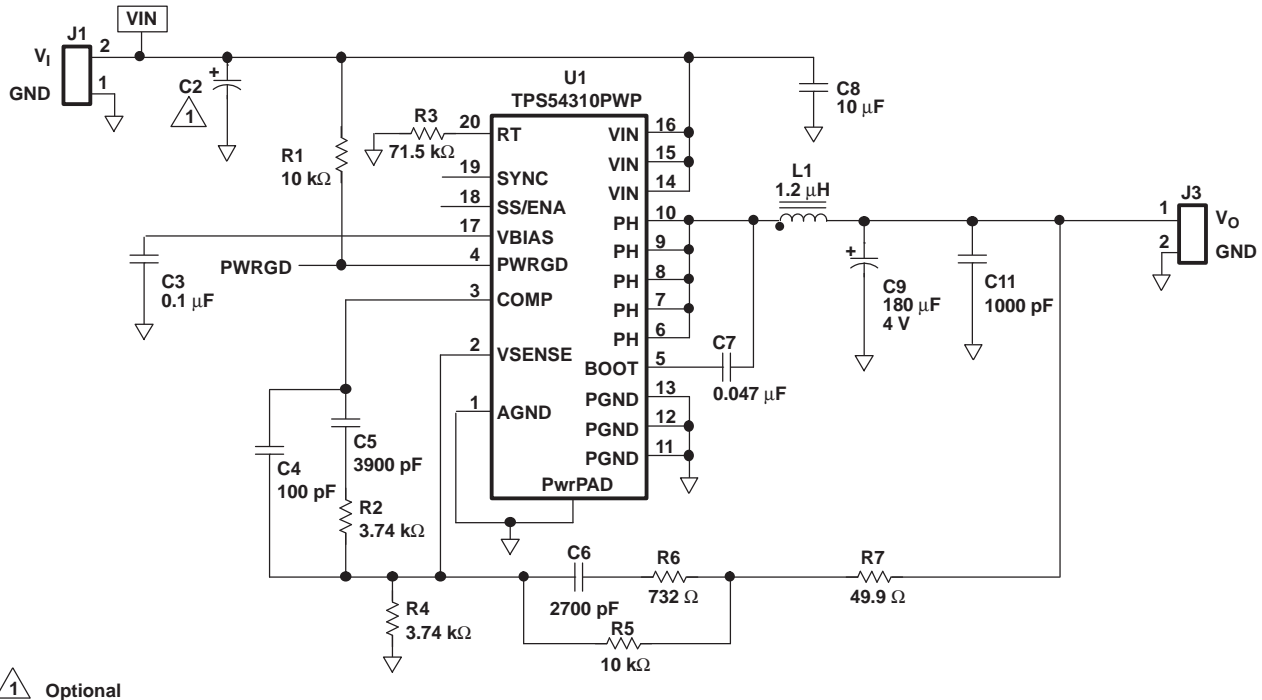 VIN
J1
V_I
2
1
GND
C2
+
1
R1
10 kΩ
R3
71.5 kΩ
U1
TPS54310PWP
20
RT
19
SYNC
18
SS/ENA
17
VBIAS
4
PWRGD
3
COMP
2
VSENSE
1
AGND
VIN
16
VIN
15
VIN
14
PH
10
PH
9
PH
8
PH
7
PH
6
BOOT
5
PGND
13
PGND
12
PGND
11
PwrPAD
C8
10 μF
L1
1.2 μH
J3
1
V_O
2
GND
+
C9
180 μF
4 V
C11
1000 pF
C7
0.047 μF
PWRGD
C3
0.1 μF
C4
100 pF
C5
3900 pF
R2
3.74 kΩ
R4
3.74 kΩ
C6
2700 pF
R6
732 Ω
R5
10 kΩ
R7
49.9 Ω
1 Optional